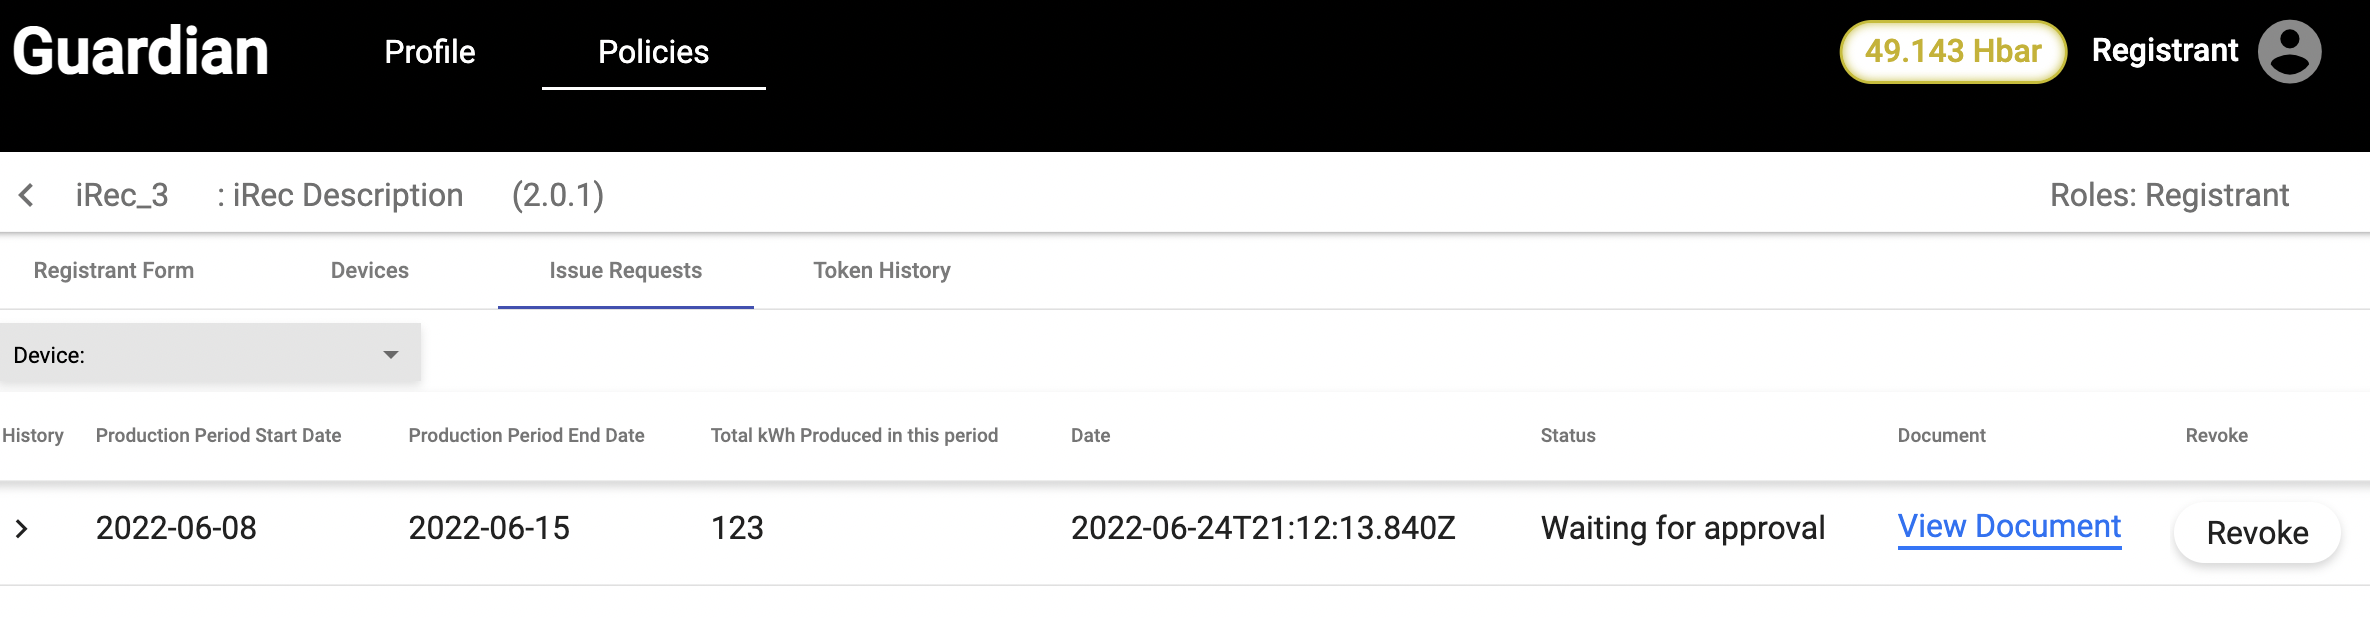 Guardian Profile Policies 49.143 Hbar Registrant
iRec_3 : iRec Description (2.0.1) Roles: Registrant
Registrant Form Devices Issue Requests Token History
Device:
History Production Period Start Date Production Period End Date Total kWh Produced in this period Date Status Document Revoke
2022-06-08 2022-06-15 123 2022-06-24T21:12:13.840Z Waiting for approval View Document Revoke